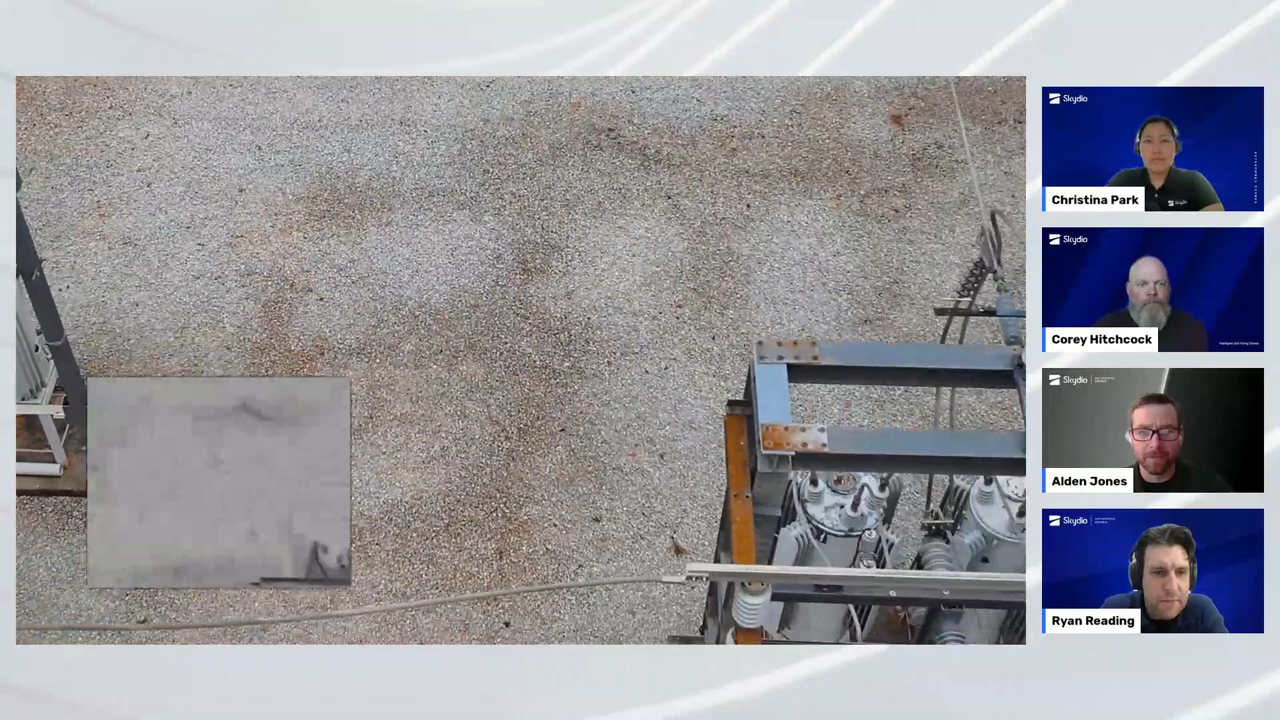 Skydio
Christina Park
Skydio
Corey Hitchcock
Skydio
Alden Jones
Skydio
Ryan Reading